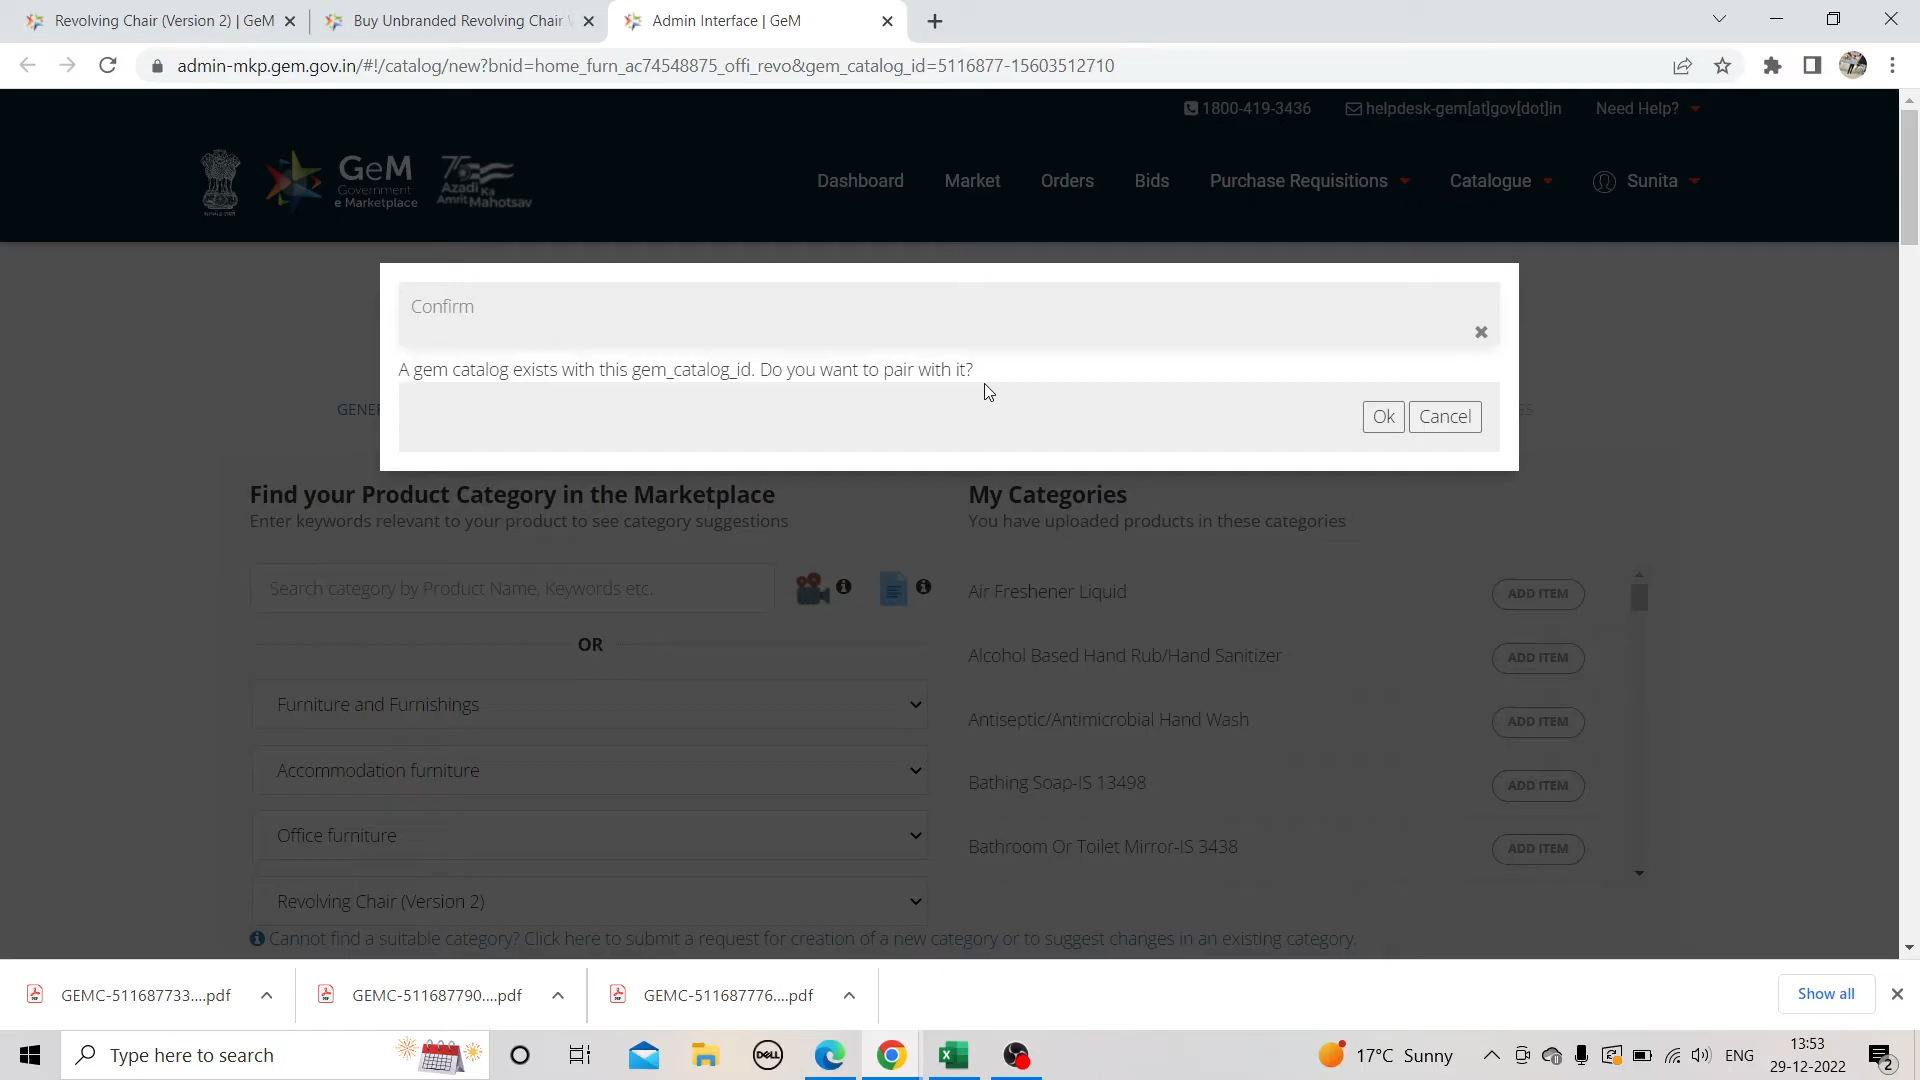 Revolving Chair (Version 2) | GeM
Buy Unbranded Revolving Chair
Admin Interface | GeM
admin-mkp.gem.gov.in/#!/catalog/new?bnid=home_furn_ac74548875_offi_revo&gem_catalog_id=5116877-15603512710
1800-419-3436
helpdesk-gem[at]gov[dot]in
Need Help?
GeM
Government
e Marketplace
75
Azadi Ka
Amrit Mahotsav
Dashboard
Market
Orders
Bids
Purchase Requisitions
Catalogue
Sunita
Confirm
A gem catalog exists with this gem_catalog_id. Do you want to pair with it?
Ok
Cancel
GENER
Find your Product Category in the Marketplace
Enter keywords relevant to your product to see category suggestions
Search category by Product Name, Keywords etc.
OR
Furniture and Furnishings
Accommodation furniture
Office furniture
Revolving Chair (Version 2)
My Categories
You have uploaded products in these categories
Air Freshener Liquid
ADD ITEM
Alcohol Based Hand Rub/Hand Sanitizer
ADD ITEM
Antiseptic/Antimicrobial Hand Wash
ADD ITEM
Bathing Soap-IS 13498
ADD ITEM
Bathroom Or Toilet Mirror-IS 3438
ADD ITEM
Cannot find a suitable category? Click here to submit a request for creation of a new category or to suggest changes in an existing category.
GEMC-511687733....pdf
GEMC-511687790....pdf
GEMC-511687776....pdf
Show all
Type here to search
DELL
17°C Sunny
ENG
13:53
29-12-2022
2